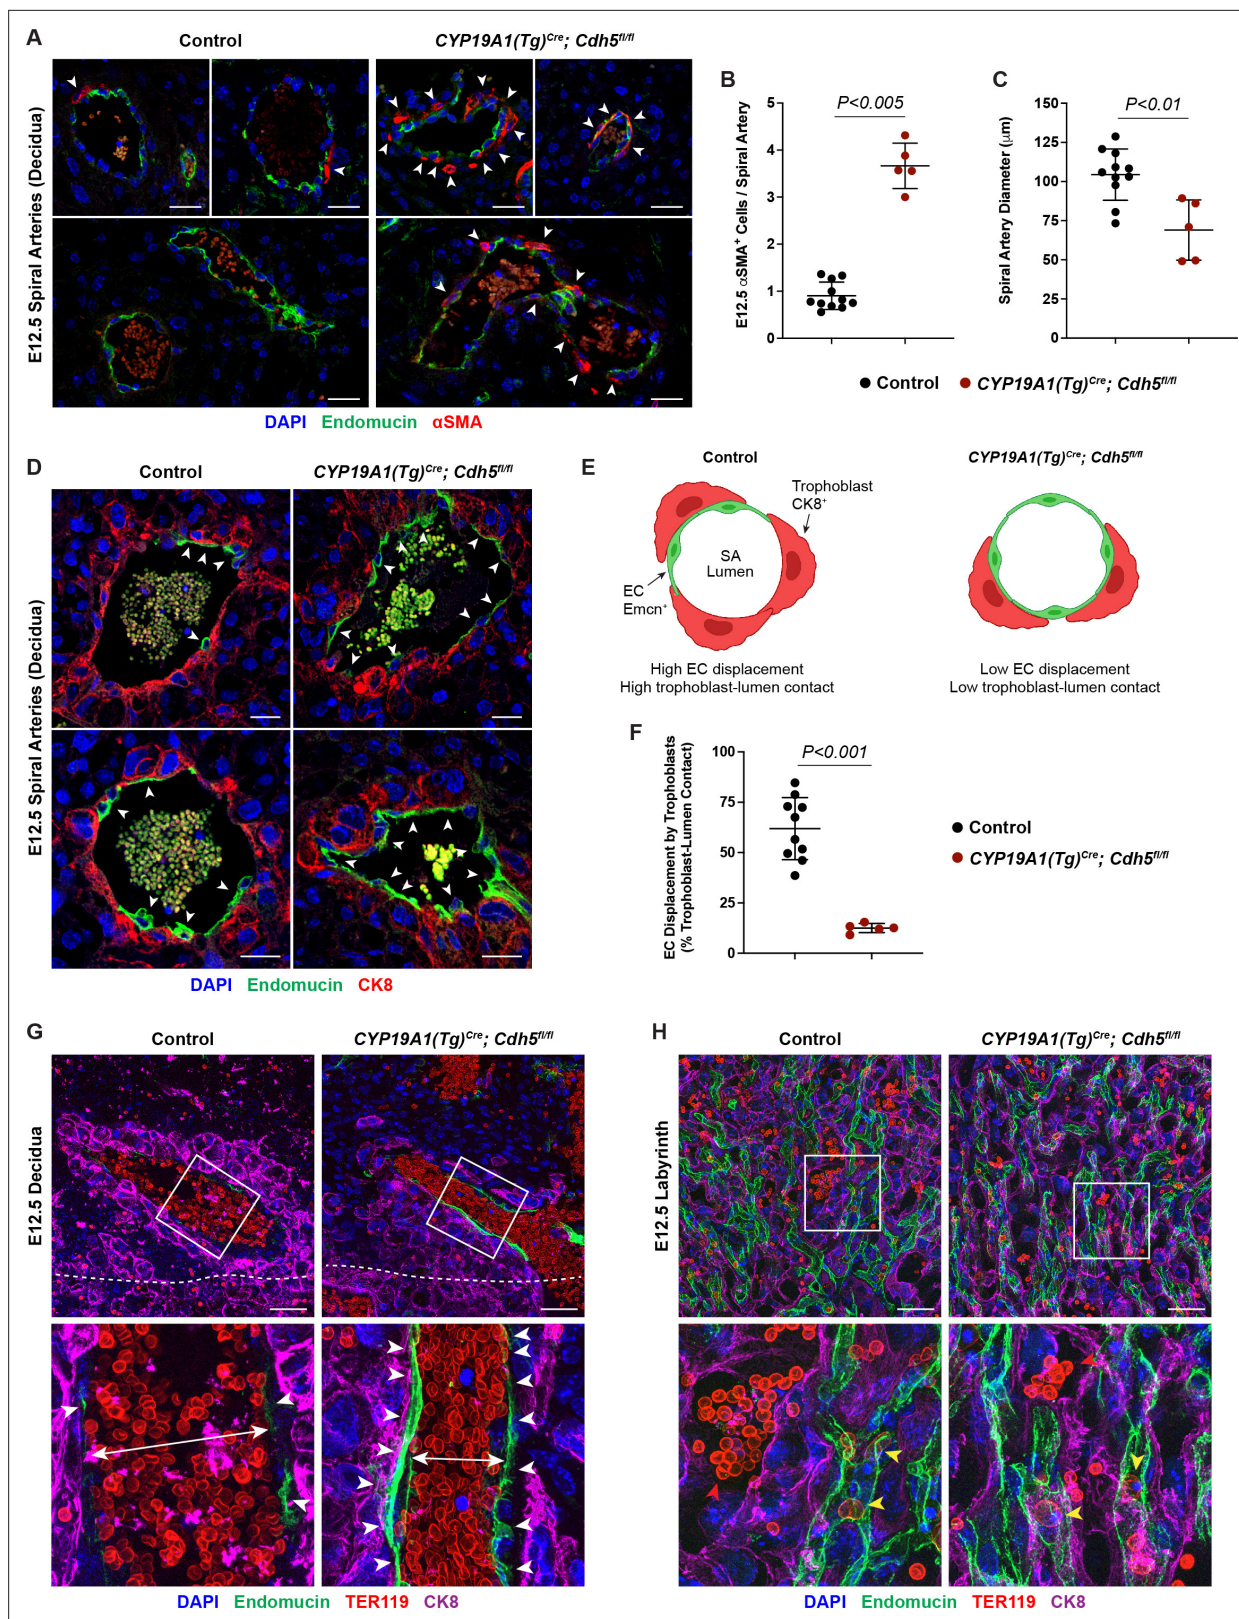 A
Control
CYP19A1(Tg)Cre; Cdh5fl/fl
E12.5 Spiral Arteries (Decidua)
DAPI Endomucin αSMA
B
E12.5 αSMA+ Cells / Spiral Artery
5
4
3
2
1
0
P<0.005
C
Spiral Artery Diameter (μm)
150
125
100
75
50
25
0
P<0.01
Control
CYP19A1(Tg)Cre; Cdh5fl/fl
D
Control
CYP19A1(Tg)Cre; Cdh5fl/fl
E12.5 Spiral Arteries (Decidua)
DAPI Endomucin CK8
E
Control
CYP19A1(Tg)Cre; Cdh5fl/fl
Trophoblast
CK8+
SA
Lumen
EC
Emcn+
High EC displacement
High trophoblast-lumen contact
Low EC displacement
Low trophoblast-lumen contact
F
EC Displacement by Trophoblasts
(% Trophoblast-Lumen Contact)
100
75
50
25
0
P<0.001
Control
CYP19A1(Tg)Cre; Cdh5fl/fl
G
Control
CYP19A1(Tg)Cre; Cdh5fl/fl
E12.5 Decidua
DAPI Endomucin TER119 CK8
H
Control
CYP19A1(Tg)Cre; Cdh5fl/fl
E12.5 Labyrinth
DAPI Endomucin TER119 CK8